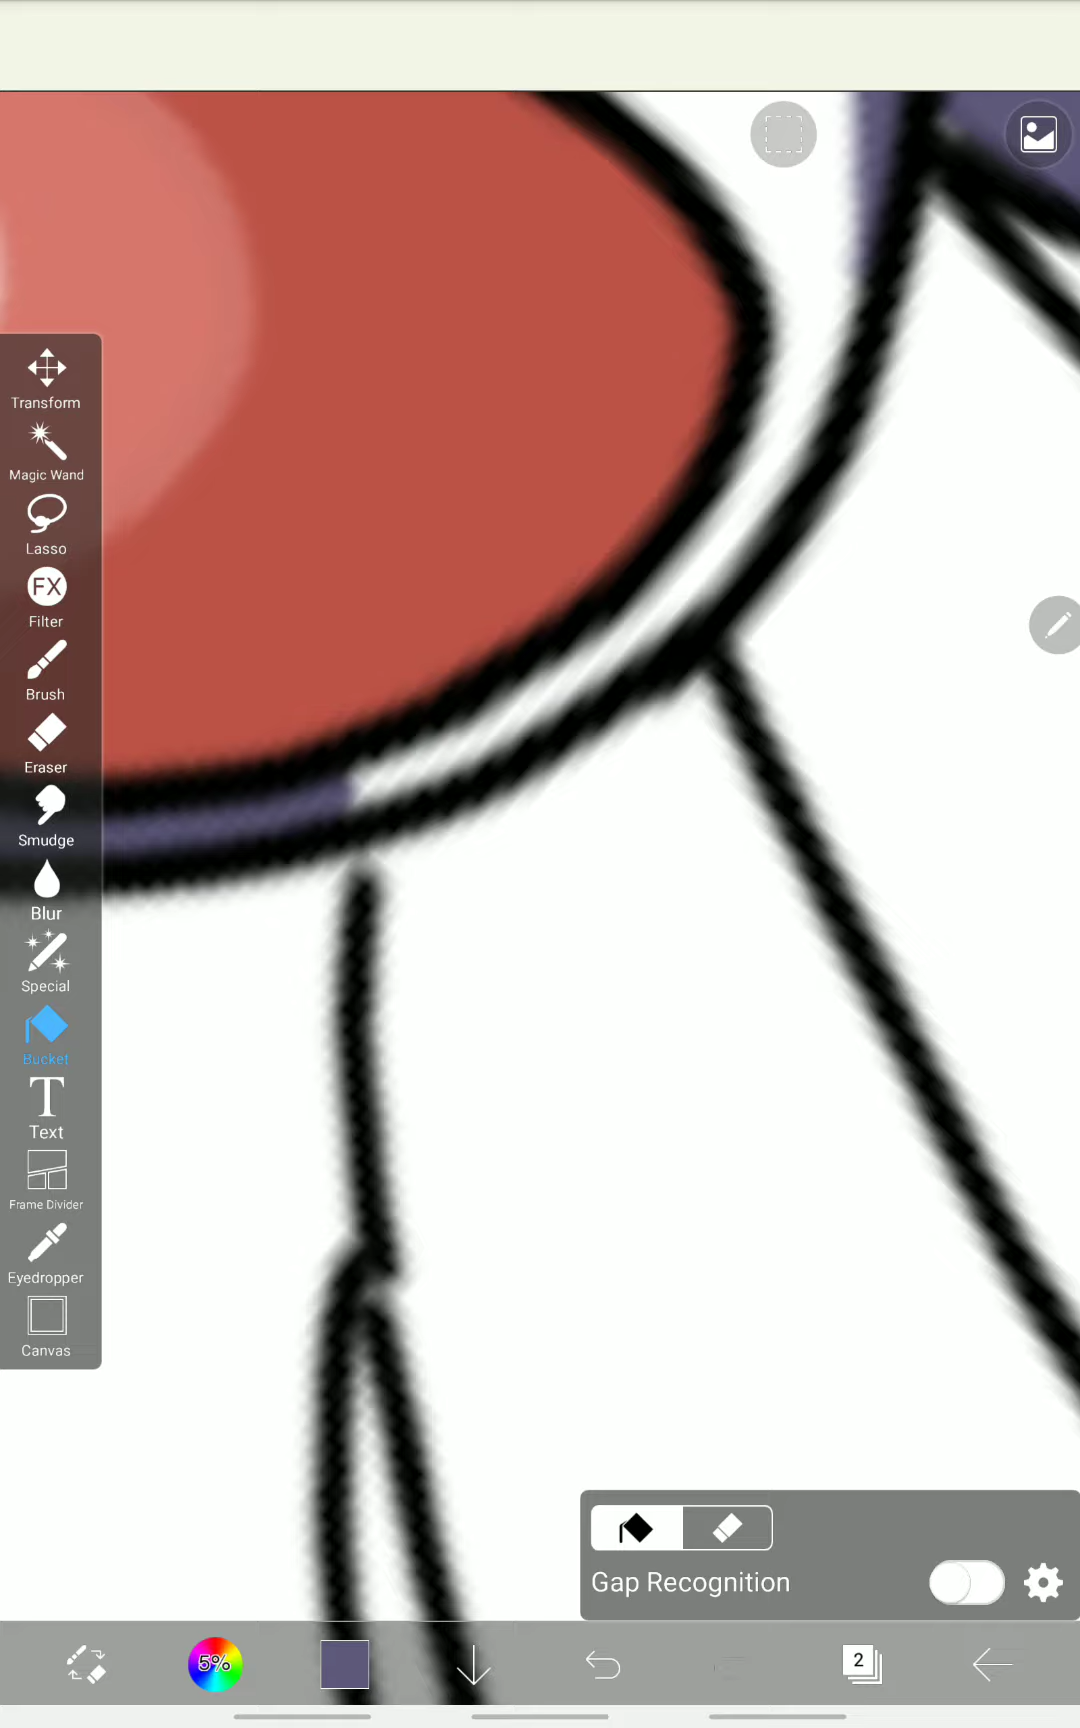 Transform
Magic Wand
Lasso
FX
Filter
Brush
Eraser
Smudge
Blur
Special
Bucket
T
Text
Frame Divider
Eyedropper
Canvas
Gap Recognition
5%
2